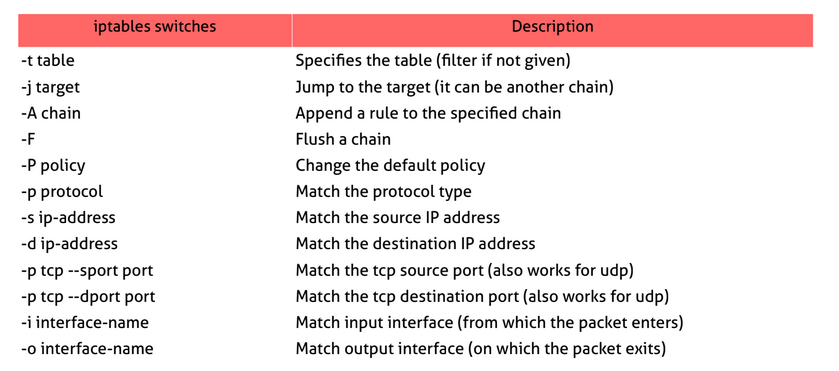 iptables switches Description
-t table Specifies the table (filter if not given)
-j target Jump to the target (it can be another chain)
-A chain Append a rule to the specified chain
-F Flush a chain
-P policy Change the default policy
-p protocol Match the protocol type
-s ip-address Match the source IP address
-d ip-address Match the destination IP address
-p tcp --sport port Match the tcp source port (also works for udp)
-p tcp --dport port Match the tcp destination port (also works for udp)
-i interface-name Match input interface (from which the packet enters)
-o interface-name Match output interface (on which the packet exits)